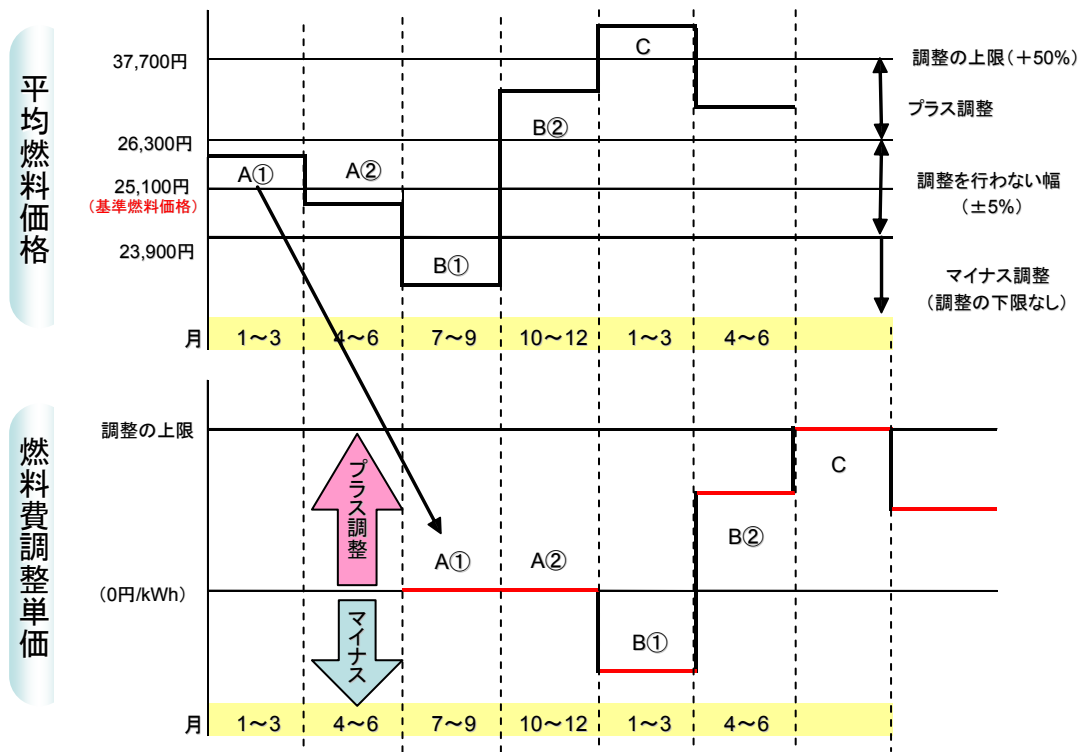 平均燃料価格
37,700円
26,300円
25,100円
(基準燃料価格)
23,900円
C
B②
A①
A②
B①
調整の上限(+50%)
プラス調整
調整を行わない幅
(±5%)
マイナス調整
(調整の下限なし)
月 1~3 4~6 7~9 10~12 1~3 4~6
燃料費調整単価
調整の上限
(0円/kWh)
プラス調整
マイナス
A①
A②
B①
B②
C
月 1~3 4~6 7~9 10~12 1~3 4~6